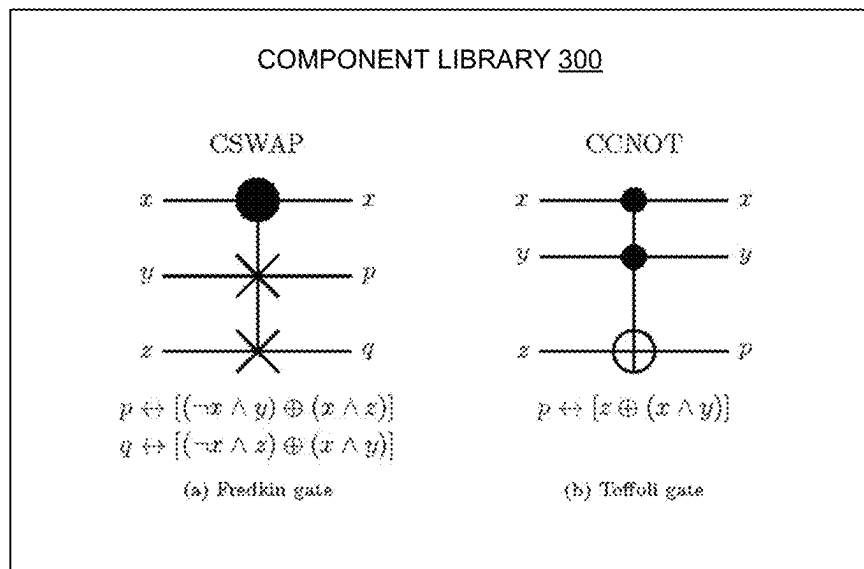 COMPONENT LIBRARY 300
CSWAP
x x
y p
z q
p ↔ [(¬x ∧ y) ⊕ (x ∧ z)]
q ↔ [(¬x ∧ z) ⊕ (x ∧ y)]
(a) Fredkin gate
CCNOT
x x
y y
z p
p ↔ [z ⊕ (x ∧ y)]
(b) Toffoli gate